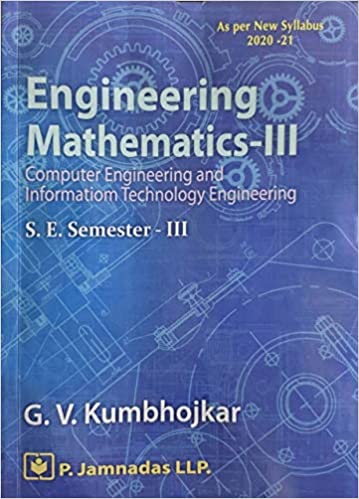 As per New Syllabus
2020 -21
Engineering
Mathematics-III
Computer Engineering and
Informatiom Technology Engineering
S. E. Semester - III
G. V. Kumbhojkar
P. Jamnadas LLP.